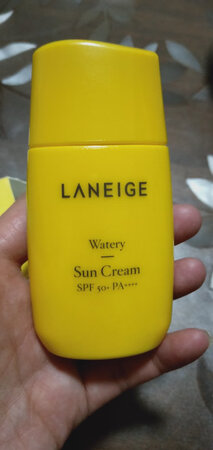 LANEIGE
Watery
Sun Cream
SPF 50+ PA++++